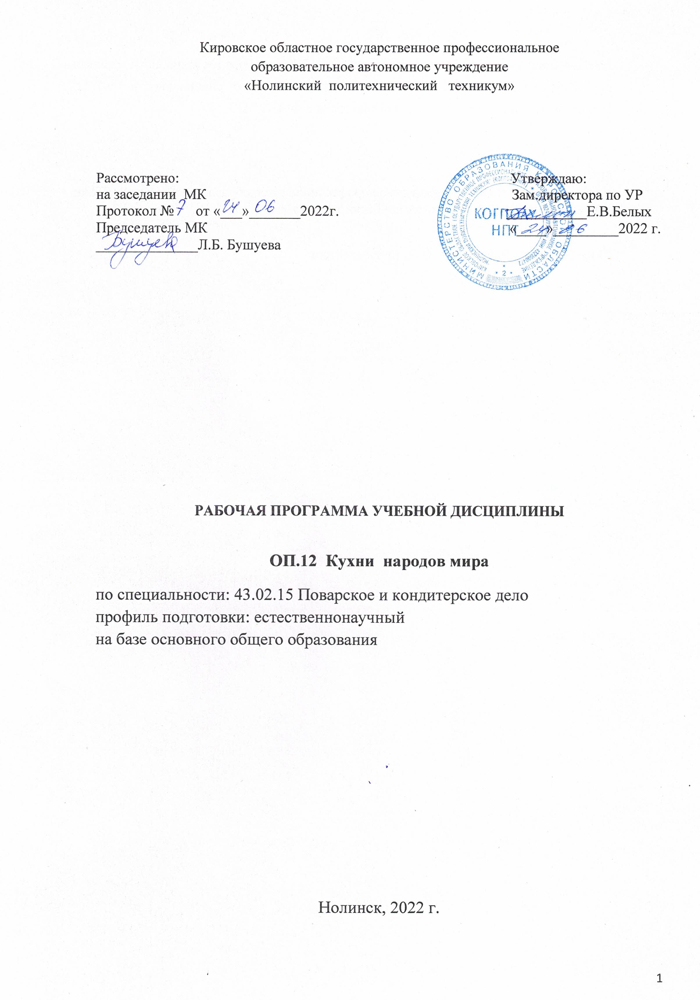 Кировское областное государственное профессиональное
образовательное автономное учреждение
«Нолинский политехнический техникум»
Рассмотрено:
на заседании МК
Протокол №7 от «24» 06 2022г.
Председатель МК
Бушуева Л.Б. Бушуева
Утверждаю:
Зам.директора по УР
Е.В.Белых
«24» 06 2022 г.
МИНИСТЕРСТВО ОБРАЗОВАНИЯ КИРОВСКОЙ ОБЛАСТИ
КОГПОАУ
НПТ
* 2 *
РАБОЧАЯ ПРОГРАММА УЧЕБНОЙ ДИСЦИПЛИНЫ
ОП.12 Кухни народов мира
по специальности: 43.02.15 Поварское и кондитерское дело
профиль подготовки: естественнонаучный
на базе основного общего образования
Нолинск, 2022 г.
1